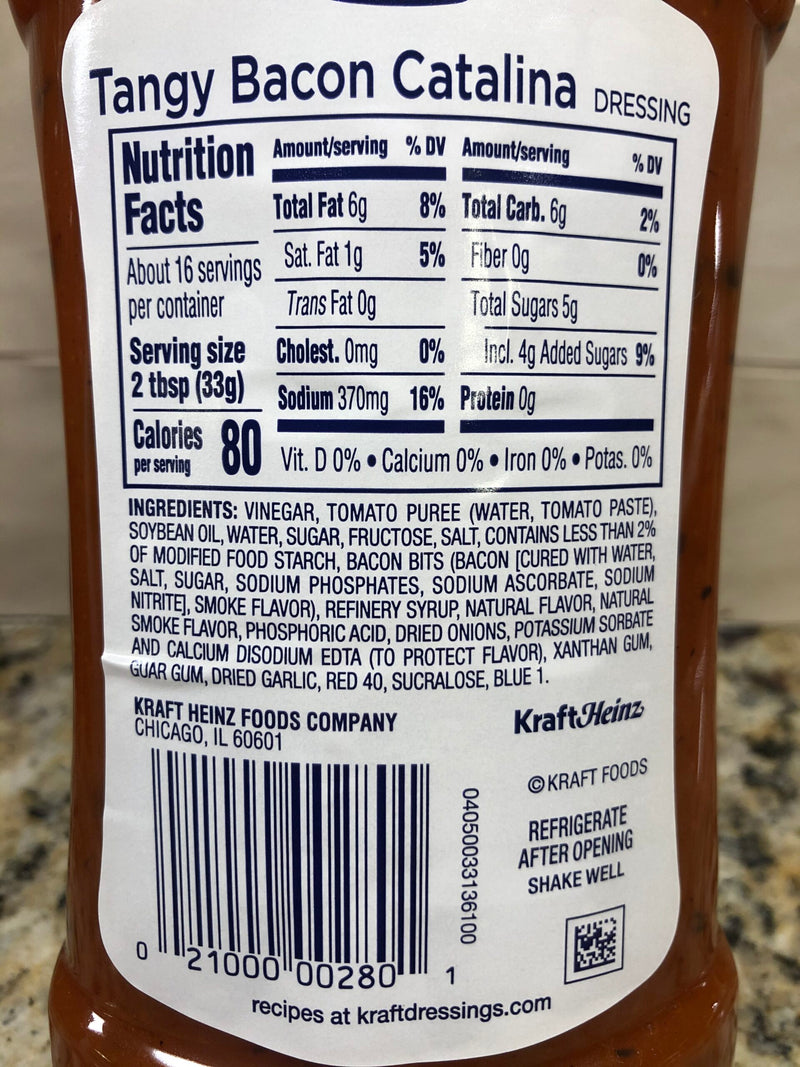 Tangy Bacon Catalina DRESSING
Nutrition
Facts
About 16 servings
per container
Serving size
2 tbsp (33g)
Calories
per serving
80
Amount/serving % DV
Total Fat 6g 8%
Sat. Fat 1g 5%
Trans Fat 0g
Cholest. 0mg 0%
Sodium 370mg 16%
Amount/serving % DV
Total Carb. 6g 2%
Fiber 0g 0%
Total Sugars 5g
Incl. 4g Added Sugars 9%
Protein 0g
Vit. D 0% • Calcium 0% • Iron 0% • Potas. 0%
INGREDIENTS: VINEGAR, TOMATO PUREE (WATER, TOMATO PASTE),
SOYBEAN OIL, WATER, SUGAR, FRUCTOSE, SALT, CONTAINS LESS THAN 2%
OF MODIFIED FOOD STARCH, BACON BITS (BACON [CURED WITH WATER,
SALT, SUGAR, SODIUM PHOSPHATES, SODIUM ASCORBATE, SODIUM
NITRITE], SMOKE FLAVOR), REFINERY SYRUP, NATURAL FLAVOR, NATURAL
SMOKE FLAVOR, PHOSPHORIC ACID, DRIED ONIONS, POTASSIUM SORBATE
AND CALCIUM DISODIUM EDTA (TO PROTECT FLAVOR), XANTHAN GUM,
GUAR GUM, DRIED GARLIC, RED 40, SUCRALOSE, BLUE 1.
KRAFT HEINZ FOODS COMPANY
CHICAGO, IL 60601
KraftHeinz
© KRAFT FOODS
REFRIGERATE
AFTER OPENING
SHAKE WELL
04050033136100
0 21000 00280 1
recipes at kraftdressings.com